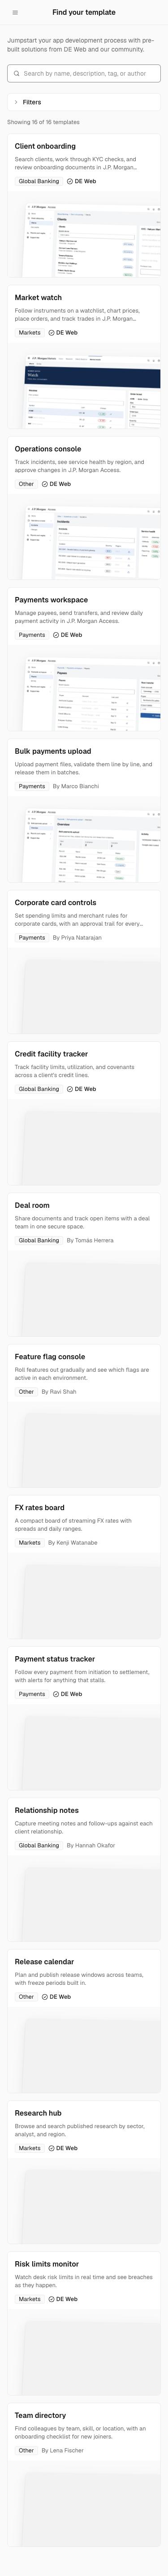 Find your template
Jumpstart your app development process with pre-
built solutions from DE Web and our community.
Search by name, description, tag, or author
Filters
Showing 16 of 16 templates
Client onboarding
Search clients, work through KYC checks, and
review onboarding documents in J.P. Morgan…
Global Banking
DE Web
J.P. Morgan
Clients
Market watch
Follow instruments on a watchlist, chart prices,
place orders, and track trades in J.P. Morgan…
Markets
DE Web
Operations console
Track incidents, see service health by region, and
approve changes in J.P. Morgan Access.
Other
DE Web
J.P. Morgan
Incidents
Payments workspace
Manage payees, send transfers, and review daily
payment activity in J.P. Morgan Access.
Payments
DE Web
J.P. Morgan
Payees
Bulk payments upload
Upload payment files, validate them line by line, and
release them in batches.
Payments
By Marco Bianchi
J.P. Morgan
Overview
Corporate card controls
Set spending limits and merchant rules for
corporate cards, with an approval trail for every…
Payments
By Priya Natarajan
Credit facility tracker
Track facility limits, utilization, and covenants
across a client's credit lines.
Global Banking
DE Web
Deal room
Share documents and track open items with a deal
team in one secure space.
Global Banking
By Tomás Herrera
Feature flag console
Roll features out gradually and see which flags are
active in each environment.
Other
By Ravi Shah
FX rates board
A compact board of streaming FX rates with
spreads and daily ranges.
Markets
By Kenji Watanabe
Payment status tracker
Follow every payment from initiation to settlement,
with alerts for anything that stalls.
Payments
DE Web
Relationship notes
Capture meeting notes and follow-ups against each
client relationship.
Global Banking
By Hannah Okafor
Release calendar
Plan and publish release windows across teams,
with freeze periods built in.
Other
DE Web
Research hub
Browse and search published research by sector,
analyst, and region.
Markets
DE Web
Risk limits monitor
Watch desk risk limits in real time and see breaches
as they happen.
Markets
DE Web
Team directory
Find colleagues by team, skill, or location, with an
onboarding checklist for new joiners.
Other
By Lena Fischer